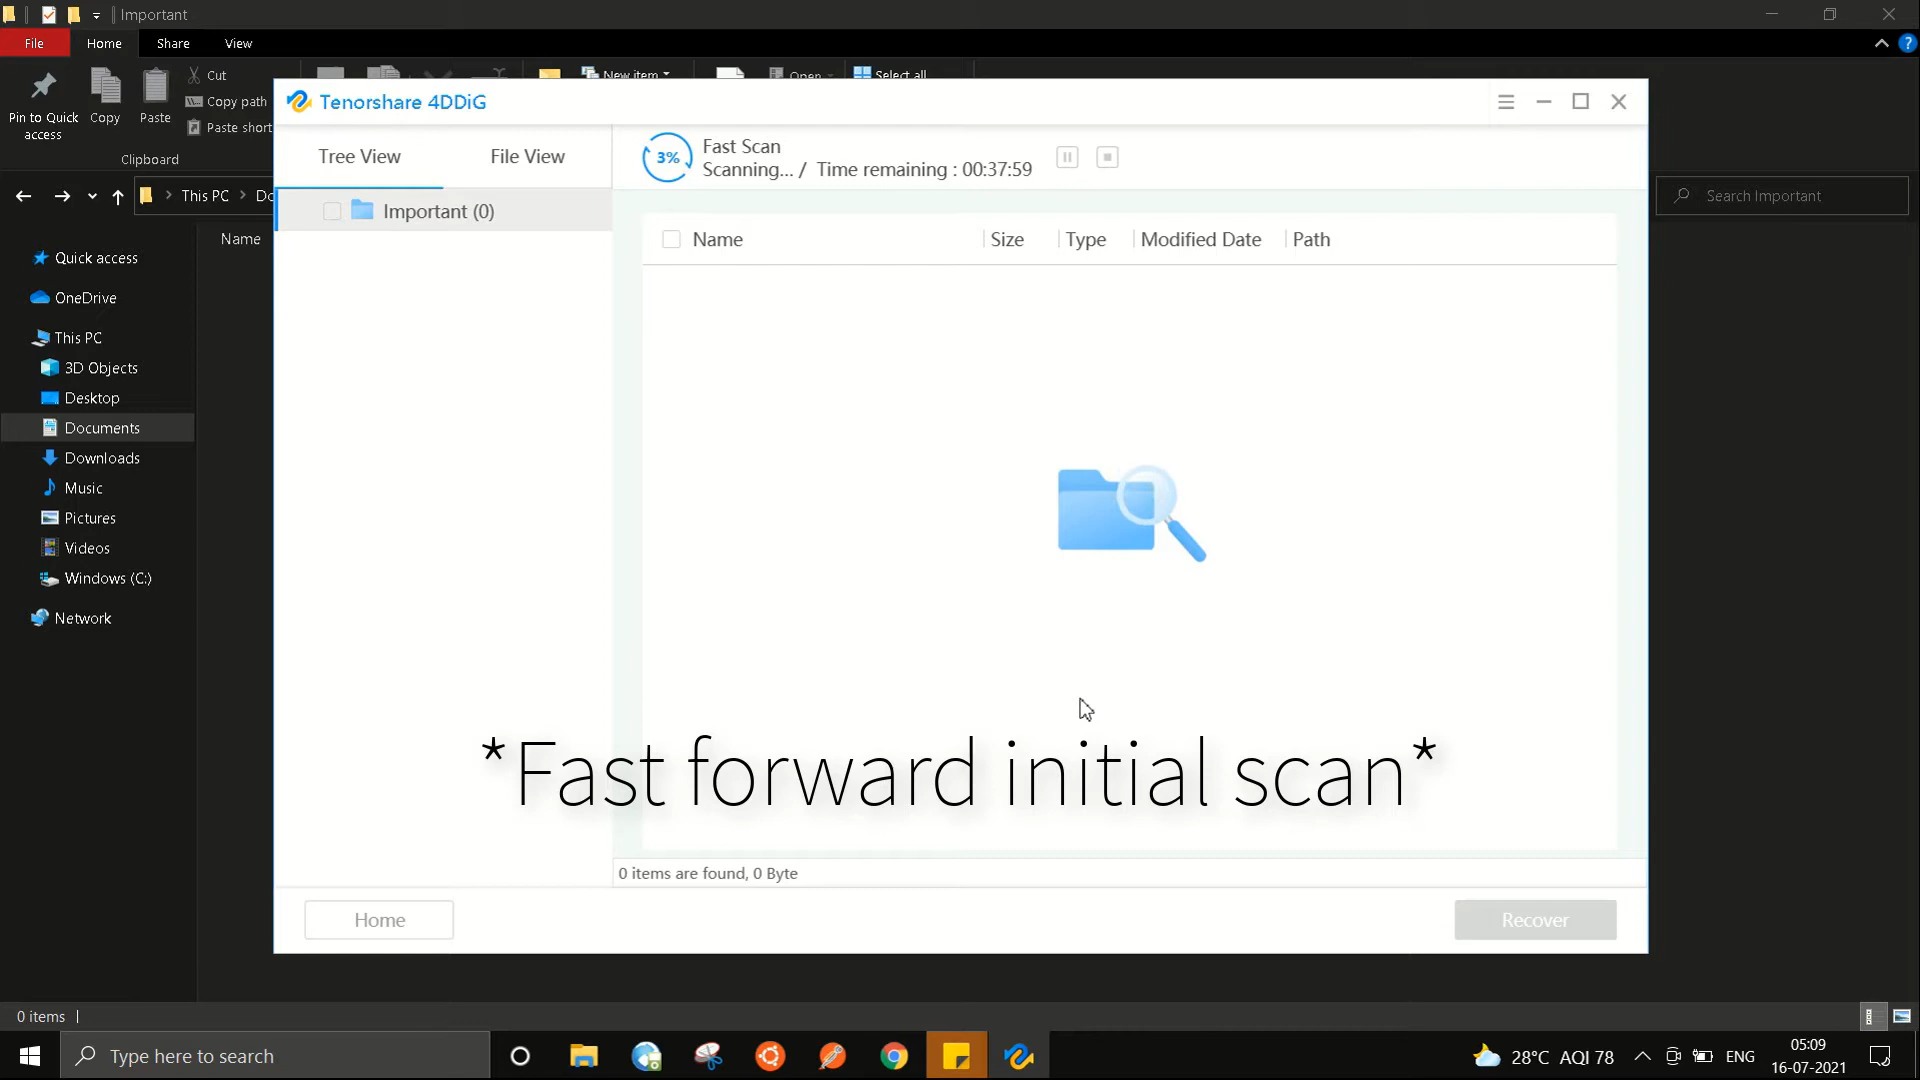 Important
File
Home
Share
View
Pin to Quick
access
Copy
Paste
Cut
Copy path
Paste short
Clipboard
New item
Open
Select all
This PC
Do
Search Important
Name
Quick access
OneDrive
This PC
3D Objects
Desktop
Documents
Downloads
Music
Pictures
Videos
Windows (C:)
Network
Tenorshare 4DDiG
Tree View
File View
3%
Fast Scan
Scanning... / Time remaining : 00:37:59
Important (0)
Name
Size
Type
Modified Date
Path
*Fast forward initial scan*
0 items are found, 0 Byte
Home
Recover
0 items
Type here to search
28°C AQI 78
ENG
05:09
16-07-2021